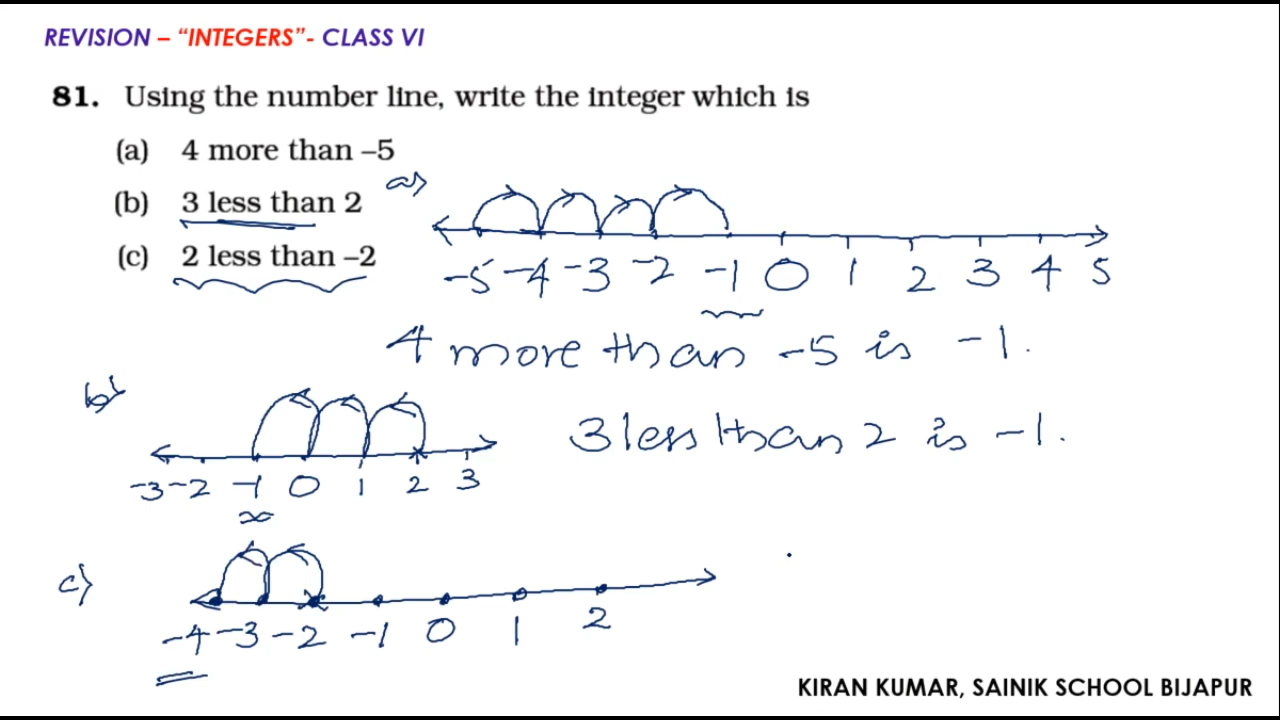 REVISION – “INTEGERS”- CLASS VI
81. Using the number line, write the integer which is
(a) 4 more than –5
(b) 3 less than 2
(c) 2 less than –2
a)
-5 -4 -3 -2 -1 0 1 2 3 4 5
4 more than -5 is -1.
b)
3 less than 2 is -1.
-3 -2 -1 0 1 2 3
c)
-4 -3 -2 -1 0 1 2
KIRAN KUMAR, SAINIK SCHOOL BIJAPUR